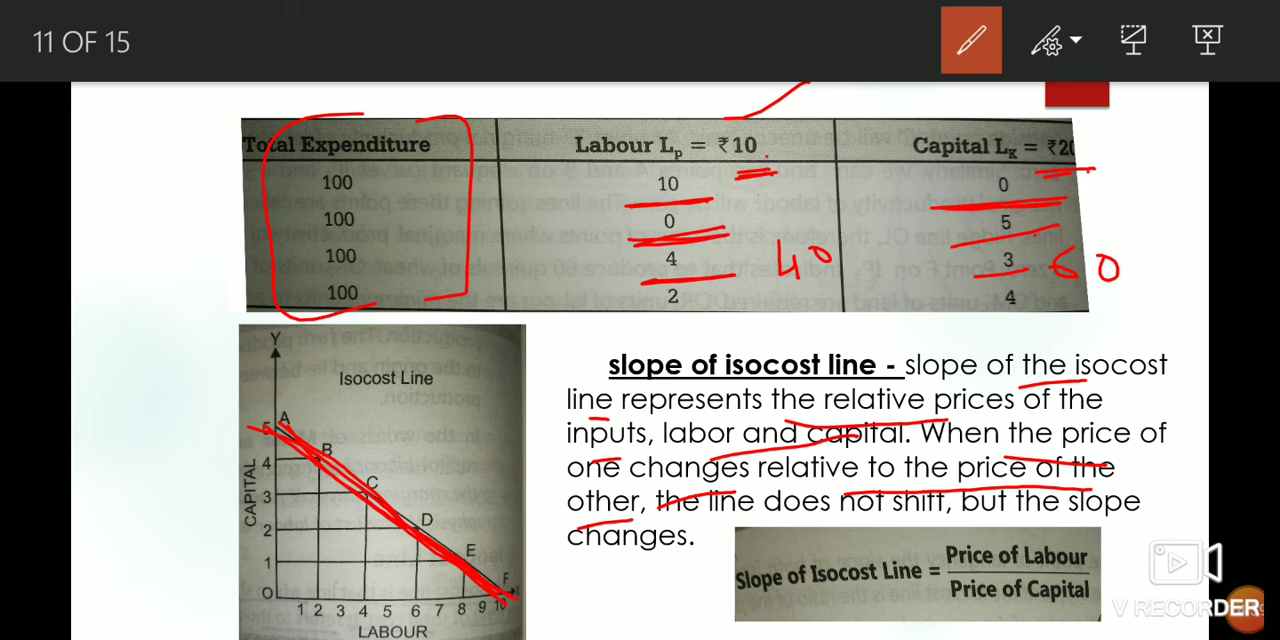 11 OF 15
Total Expenditure Labour Lp = ₹10 Capital LK = ₹20
100 10 0
100 0 5
100 4 3
100 2 4
40 60
Y
Isocost Line
slope of isocost line - slope of the isocost
line represents the relative prices of the
inputs, labor and capital. When the price of
one changes relative to the price of the
other, the line does not shift, but the slope
changes.
CAPITAL
5 A
4 B
3 C
2 D
1 E
O F
1 2 3 4 5 6 7 8 9 10
LABOUR
Slope of Isocost Line = Price of Labour
Price of Capital
V RECORDER